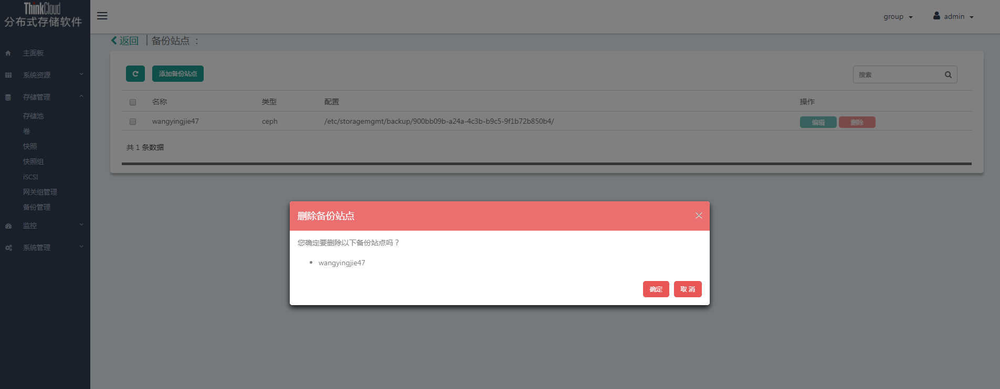 ThinkCloud
分布式存储软件
group
admin
主面板
系统资源
存储管理
存储池
卷
快照
快照组
iSCSI
网关组管理
备份管理
监控
系统管理
返回 备份站点 ：
添加备份站点
搜索
名称 类型 配置 操作
wangyingjie47 ceph /etc/storagemgmt/backup/900bb09b-a24a-4c3b-b9c5-9f1b72b850b4/ 编辑 删除
共 1 条数据
删除备份站点
您确定要删除以下备份站点吗？
wangyingjie47
确定 取 消